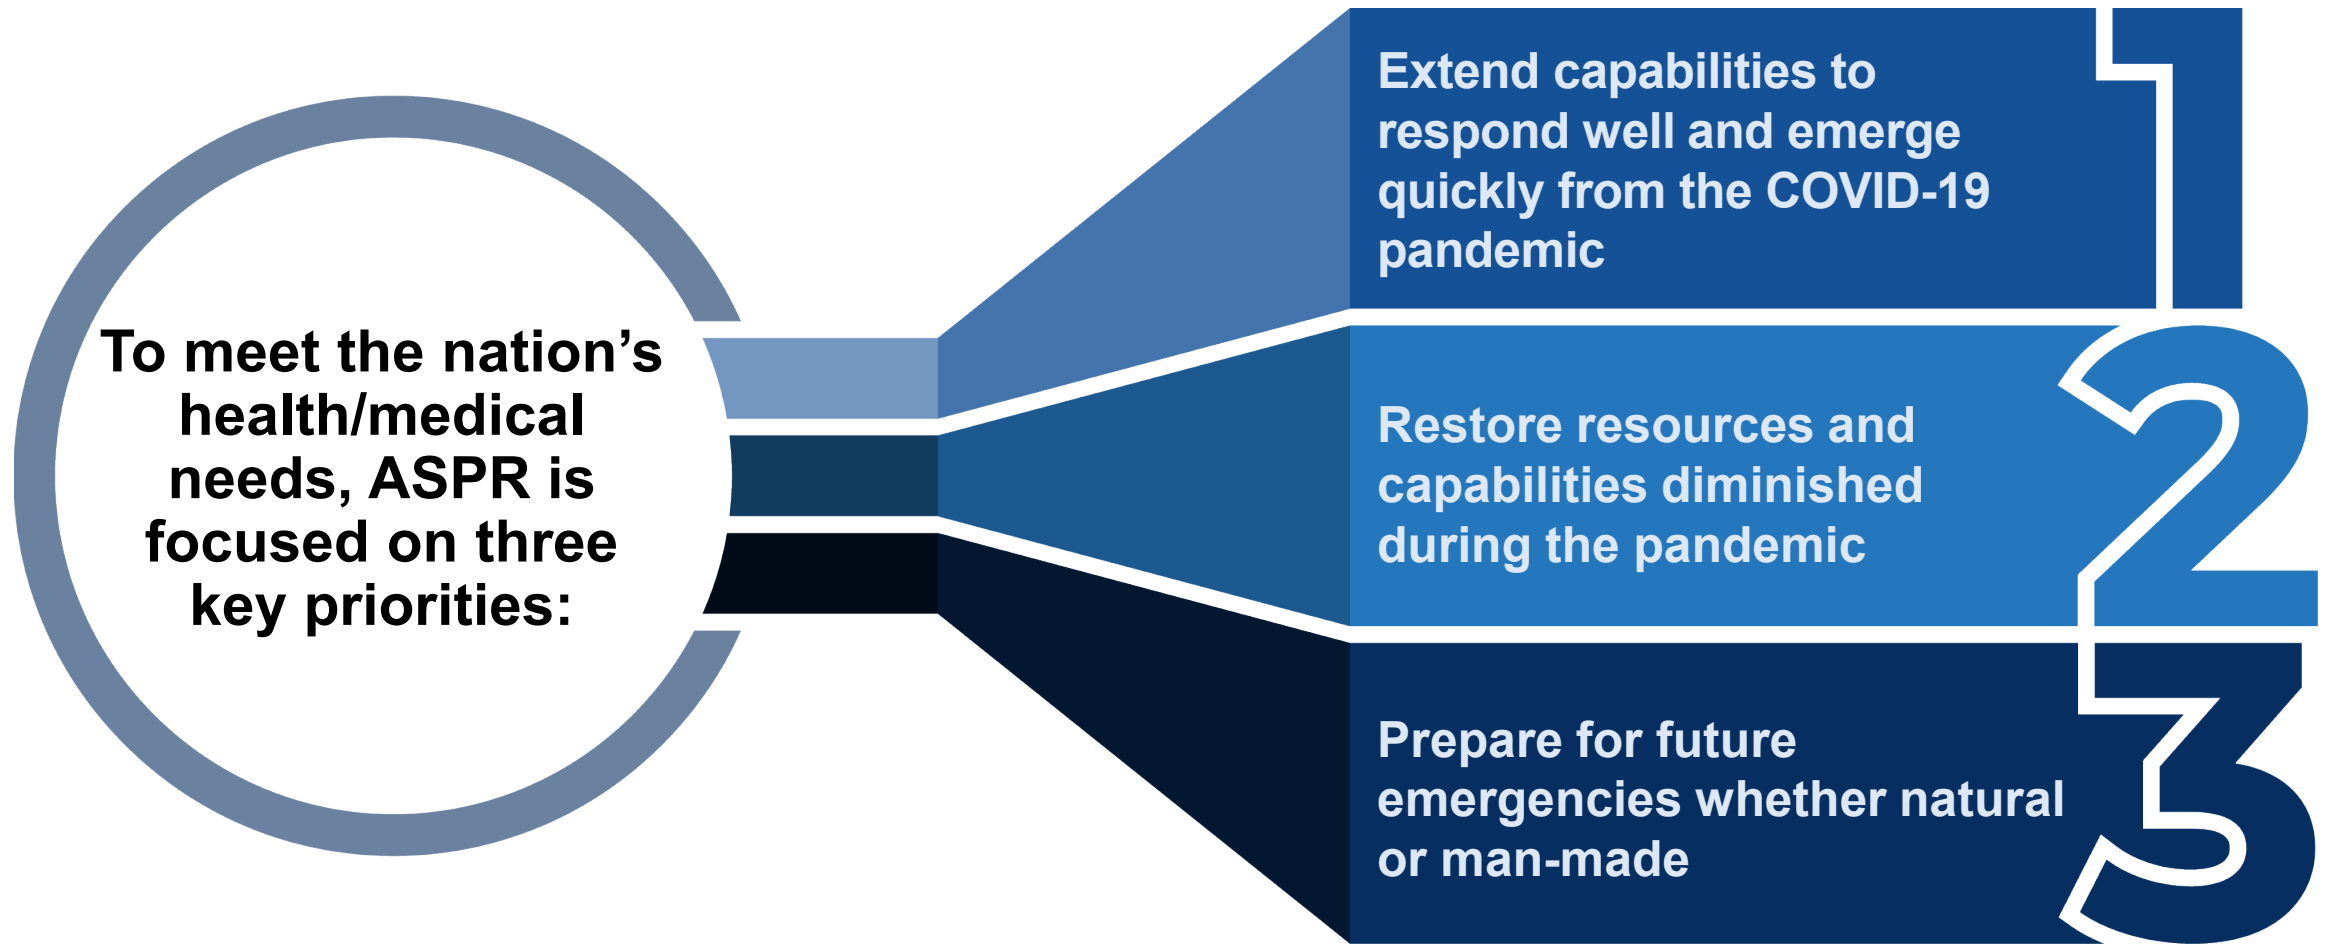 To meet the nation’s
health/medical
needs, ASPR is
focused on three
key priorities:
Extend capabilities to
respond well and emerge
quickly from the COVID-19
pandemic
1
Restore resources and
capabilities diminished
during the pandemic
2
Prepare for future
emergencies whether natural
or man-made
3